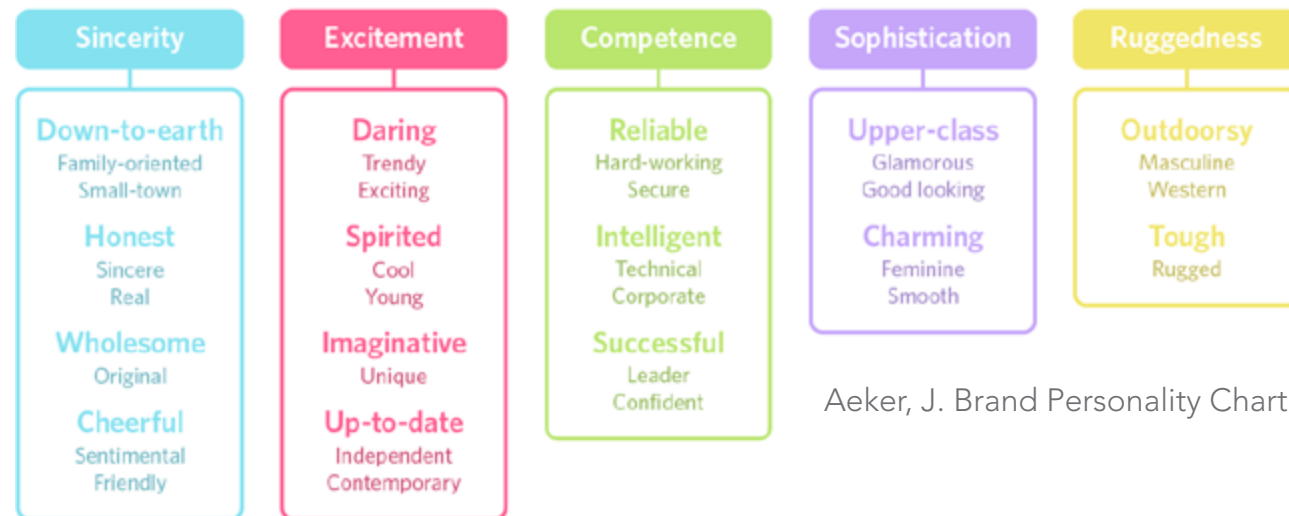 Sincerity
Down-to-earth
Family-oriented
Small-town
Honest
Sincere
Real
Wholesome
Original
Cheerful
Sentimental
Friendly
Excitement
Daring
Trendy
Exciting
Spirited
Cool
Young
Imaginative
Unique
Up-to-date
Independent
Contemporary
Competence
Reliable
Hard-working
Secure
Intelligent
Technical
Corporate
Successful
Leader
Confident
Sophistication
Upper-class
Glamorous
Good looking
Charming
Feminine
Smooth
Ruggedness
Outdoorsy
Masculine
Western
Tough
Rugged
Aeker, J. Brand Personality Chart